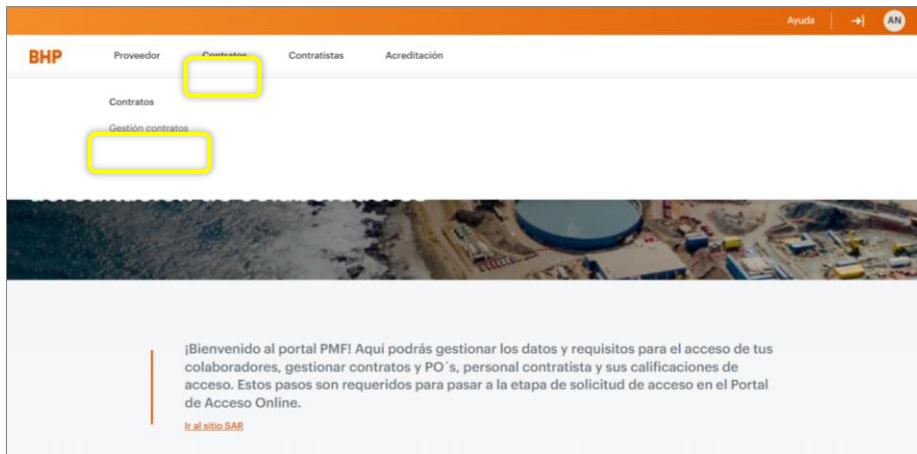 Ayuda
AN
BHP
Proveedor
Contratos
Contratistas
Acreditación
Contratos
Gestión contratos
¡Bienvenido al portal PMF! Aquí podrás gestionar los datos y requisitos para el acceso de tus
colaboradores, gestionar contratos y PO´s, personal contratista y sus calificaciones de
acceso. Estos pasos son requeridos para pasar a la etapa de solicitud de acceso en el Portal
de Acceso Online.
Ir al sitio SAR